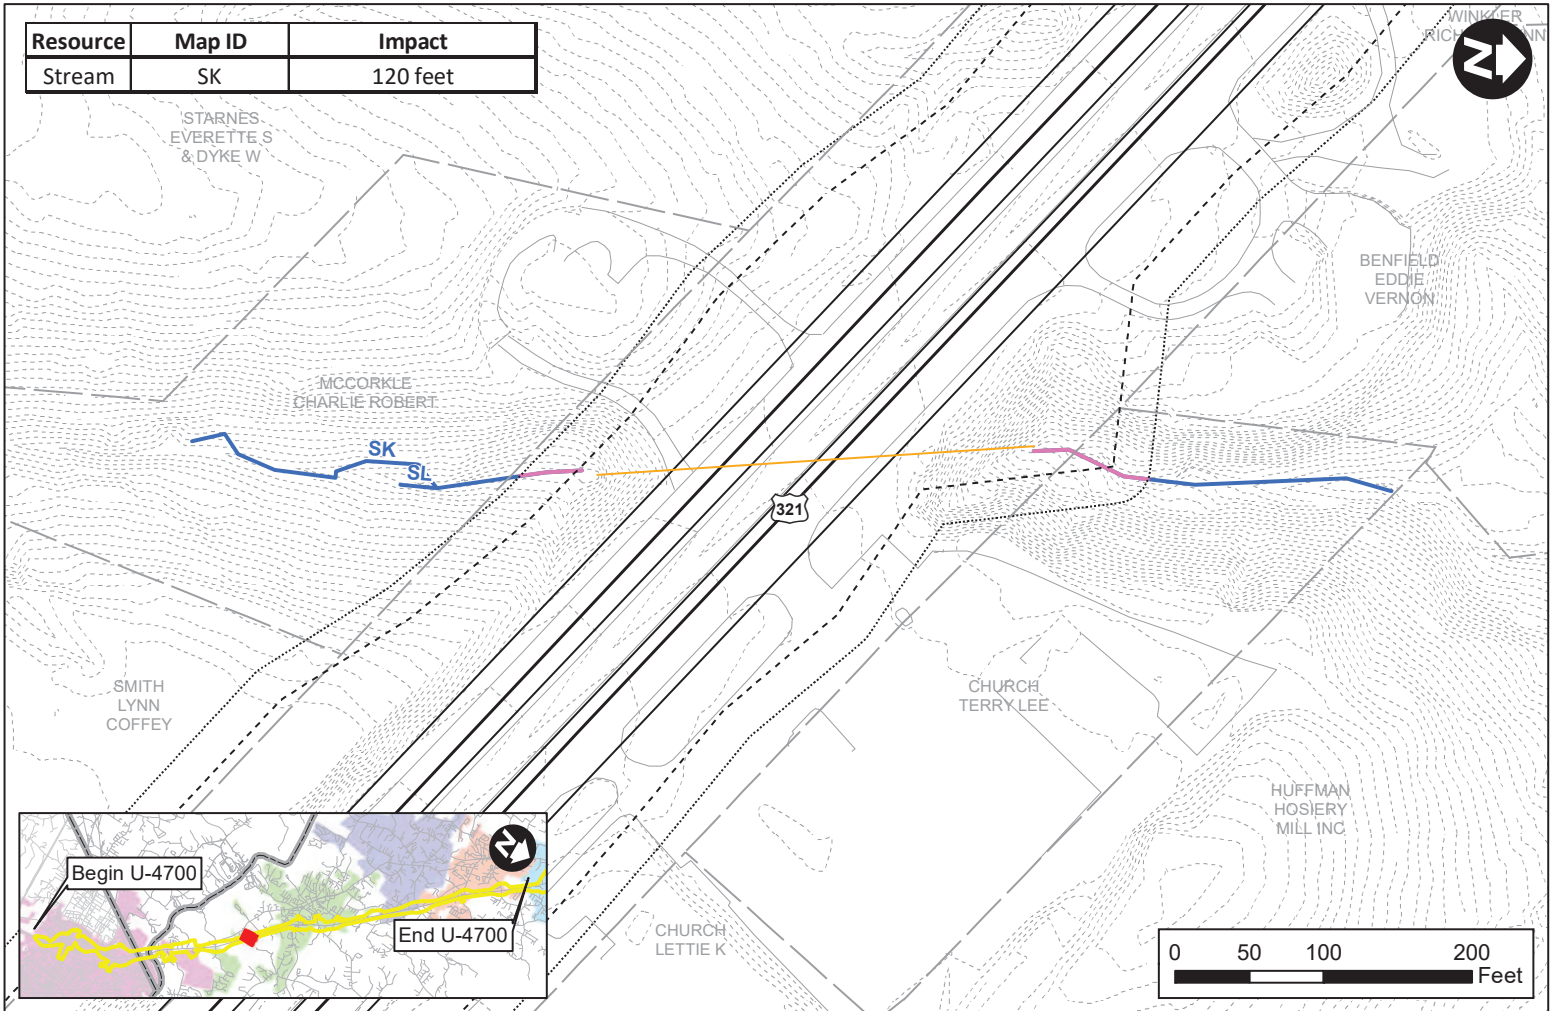 Resource Map ID Impact
Stream SK 120 feet
WINKLER
N
STARNES
EVERETTE S
& DYKE W
BENFIELD
EDDIE
VERNON
MCCORKLE
CHARLIE ROBERT
SK
SL
321
SMITH
LYNN
COFFEY
CHURCH
TERRY LEE
HUFFMAN
HOSIERY
MILL INC
CHURCH
LETTIE K
N
Begin U-4700
End U-4700
0 50 100 200
Feet